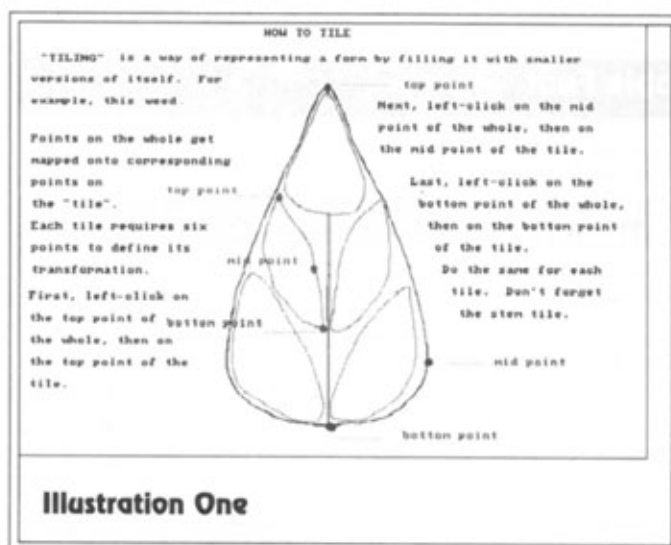 HOW TO TILE
"TILING" is a way of representing a form by filling it with smaller
versions of itself. For
example, this weed.
Points on the whole get
mapped onto corresponding
points on
the "tile".
Each tile requires six
points to define its
transformation.
First, left-click on
the top point of
the whole, then on
the top point of the
tile.
top point
mid point
bottom point
top point
Next, left-click on the mid
point of the whole, then on
the mid point of the tile.
Last, left-click on the
bottom point of the whole,
then on the bottom point
of the tile.
Do the same for each
tile. Don't forget
the stem tile.
mid point
bottom point
Illustration One